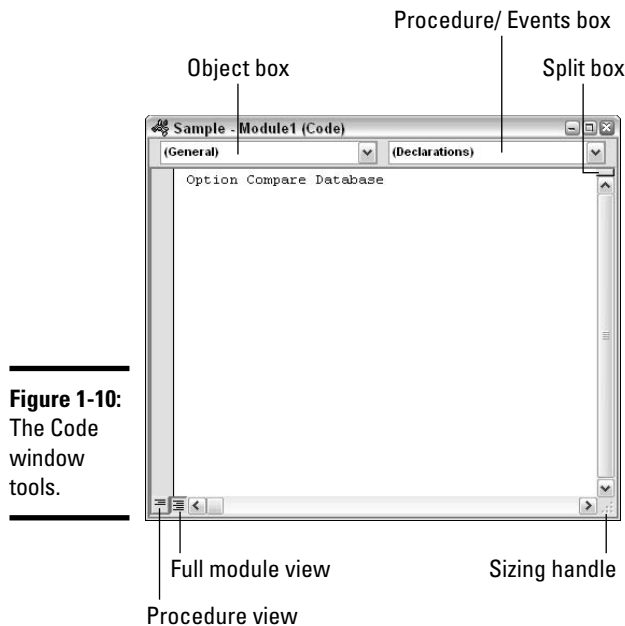 Procedure/ Events box
Object box
Split box
Sample - Module1 (Code)
(General)
(Declarations)
Option Compare Database
Figure 1-10:
The Code
window
tools.
Full module view
Sizing handle
Procedure view